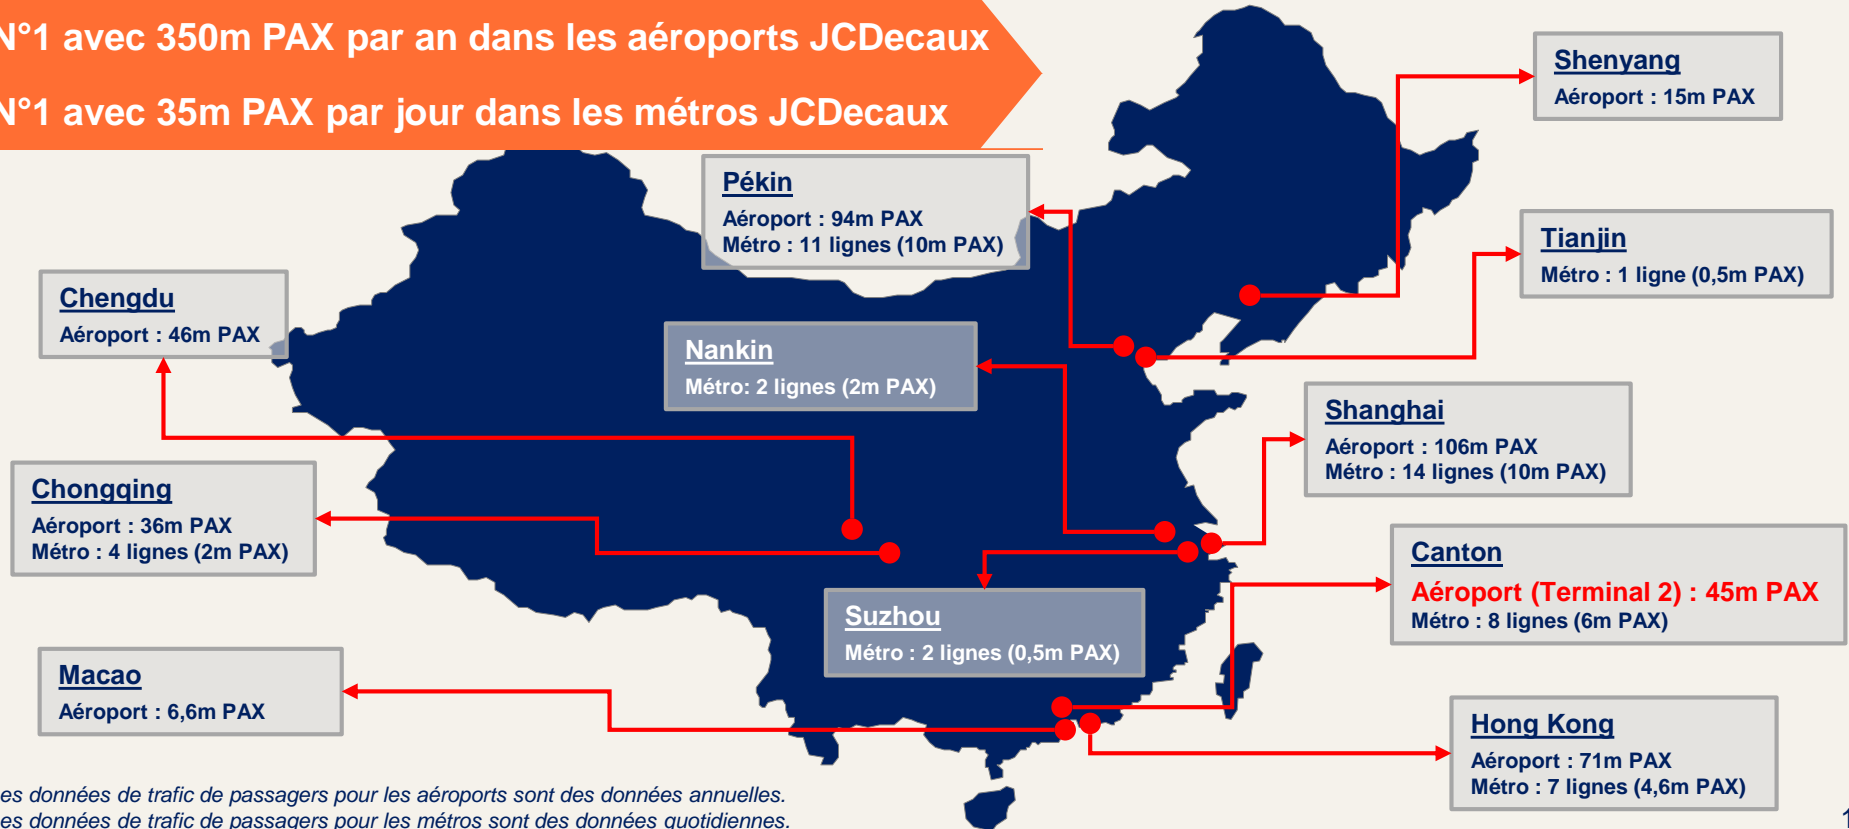 N°1 avec 350m PAX par an dans les aéroports JCDecaux
N°1 avec 35m PAX par jour dans les métros JCDecaux
Shenyang
Aéroport : 15m PAX
Pékin
Aéroport : 94m PAX
Métro : 11 lignes (10m PAX)
Tianjin
Métro : 1 ligne (0,5m PAX)
Chengdu
Aéroport : 46m PAX
Nankin
Métro: 2 lignes (2m PAX)
Shanghai
Aéroport : 106m PAX
Métro : 14 lignes (10m PAX)
Chongqing
Aéroport : 36m PAX
Métro : 4 lignes (2m PAX)
Canton
Aéroport (Terminal 2) : 45m PAX
Métro : 8 lignes (6m PAX)
Suzhou
Métro : 2 lignes (0,5m PAX)
Macao
Aéroport : 6,6m PAX
Hong Kong
Aéroport : 71m PAX
Métro : 7 lignes (4,6m PAX)
es données de trafic de passagers pour les aéroports sont des données annuelles.
es données de trafic de passagers pour les métros sont des données quotidiennes.